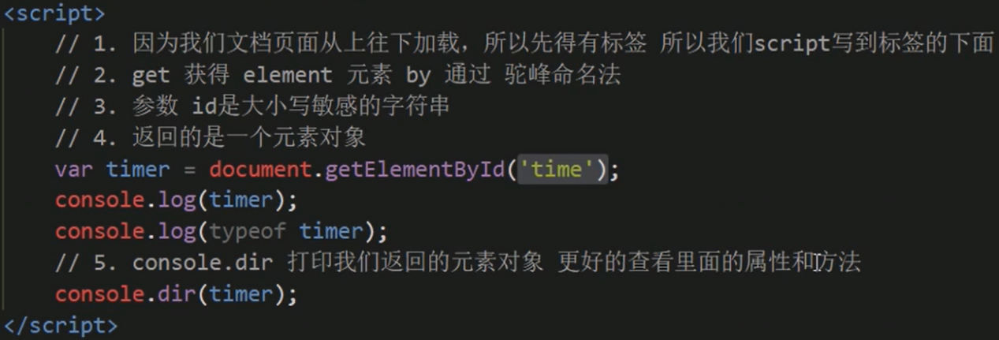 <script>
// 1. 因为我们文档页面从上往下加载，所以先得有标签 所以我们script写到标签的下面
// 2. get 获得 element 元素 by 通过 驼峰命名法
// 3. 参数 id是大小写敏感的字符串
// 4. 返回的是一个元素对象
var timer = document.getElementById('time');
console.log(timer);
console.log(typeof timer);
// 5. console.dir 打印我们返回的元素对象 更好的查看里面的属性和方法
console.dir(timer);
</script>